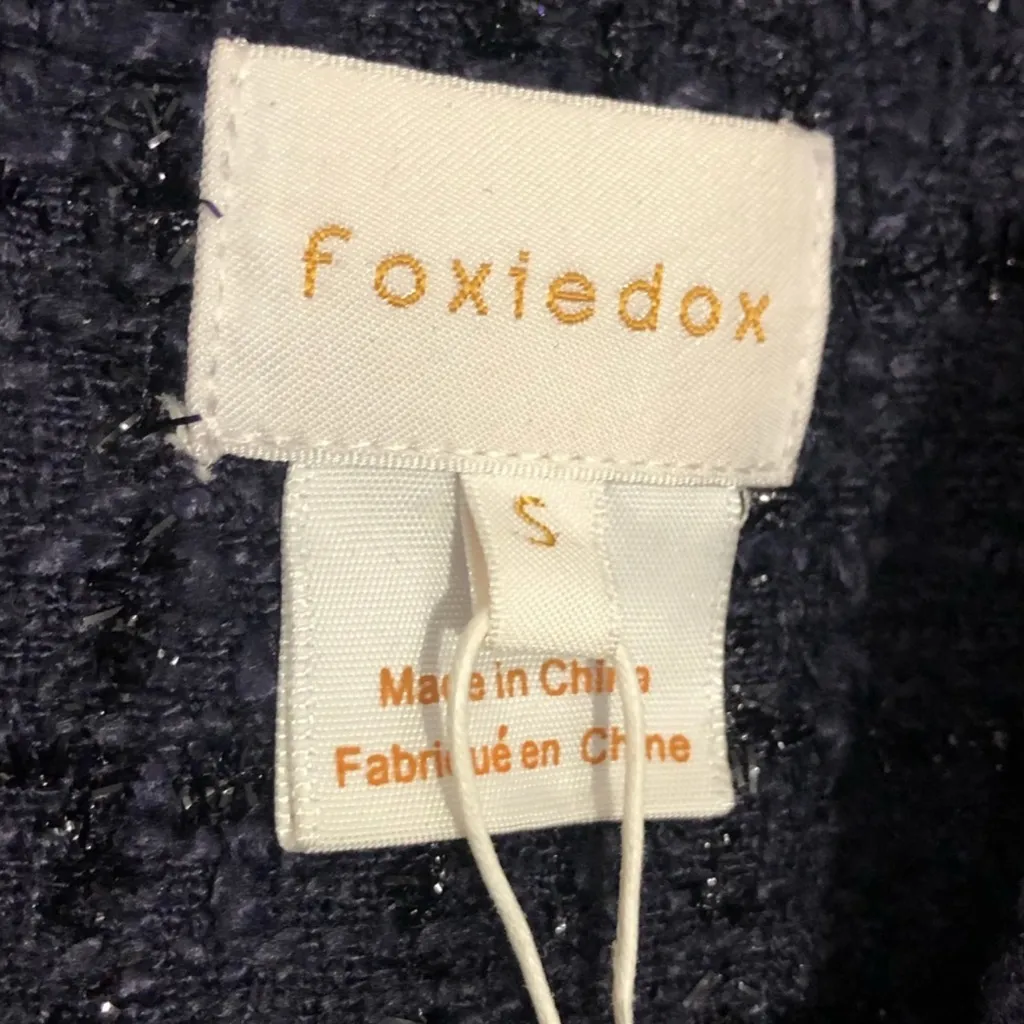 foxiedox
S
Made in China
Fabriqué en Chine